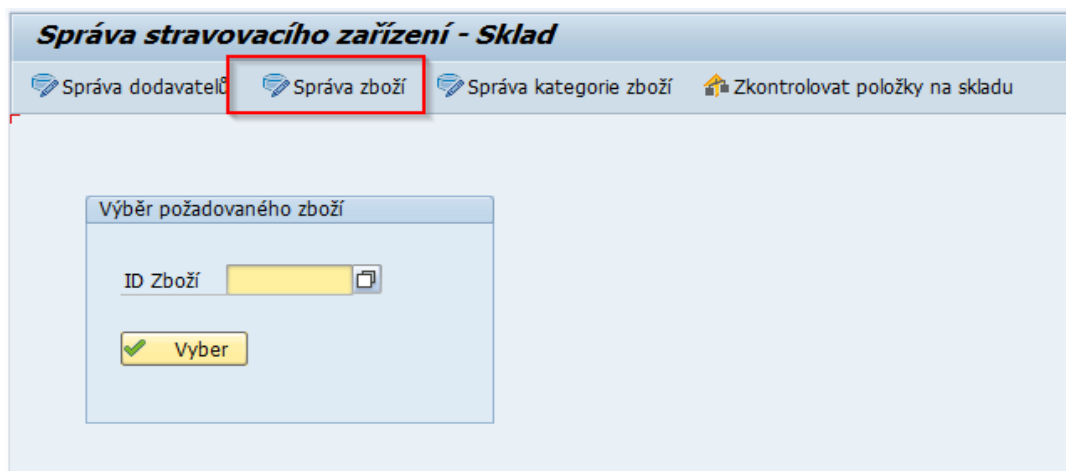 Správa stravovacího zařízení - Sklad
Správa dodavatelů Správa zboží Správa kategorie zboží Zkontrolovat položky na skladu
Výběr požadovaného zboží
ID Zboží
Vyber